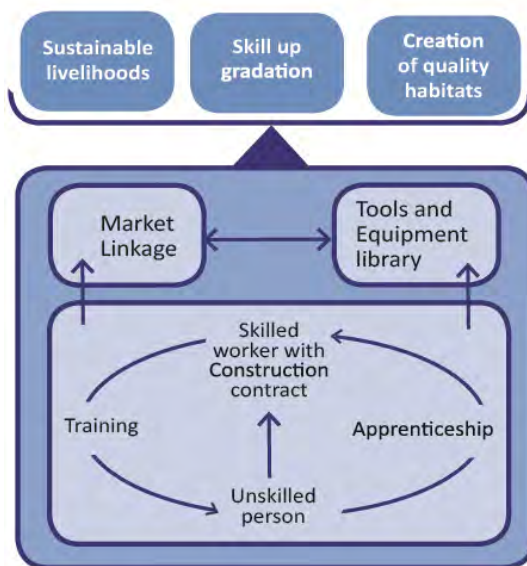 Sustainable
livelihoods
Skill up
gradation
Creation
of quality
habitats
Market
Linkage
Tools and
Equipment
library
Skilled
worker with
Construction
contract
Training
Apprenticeship
Unskilled
person